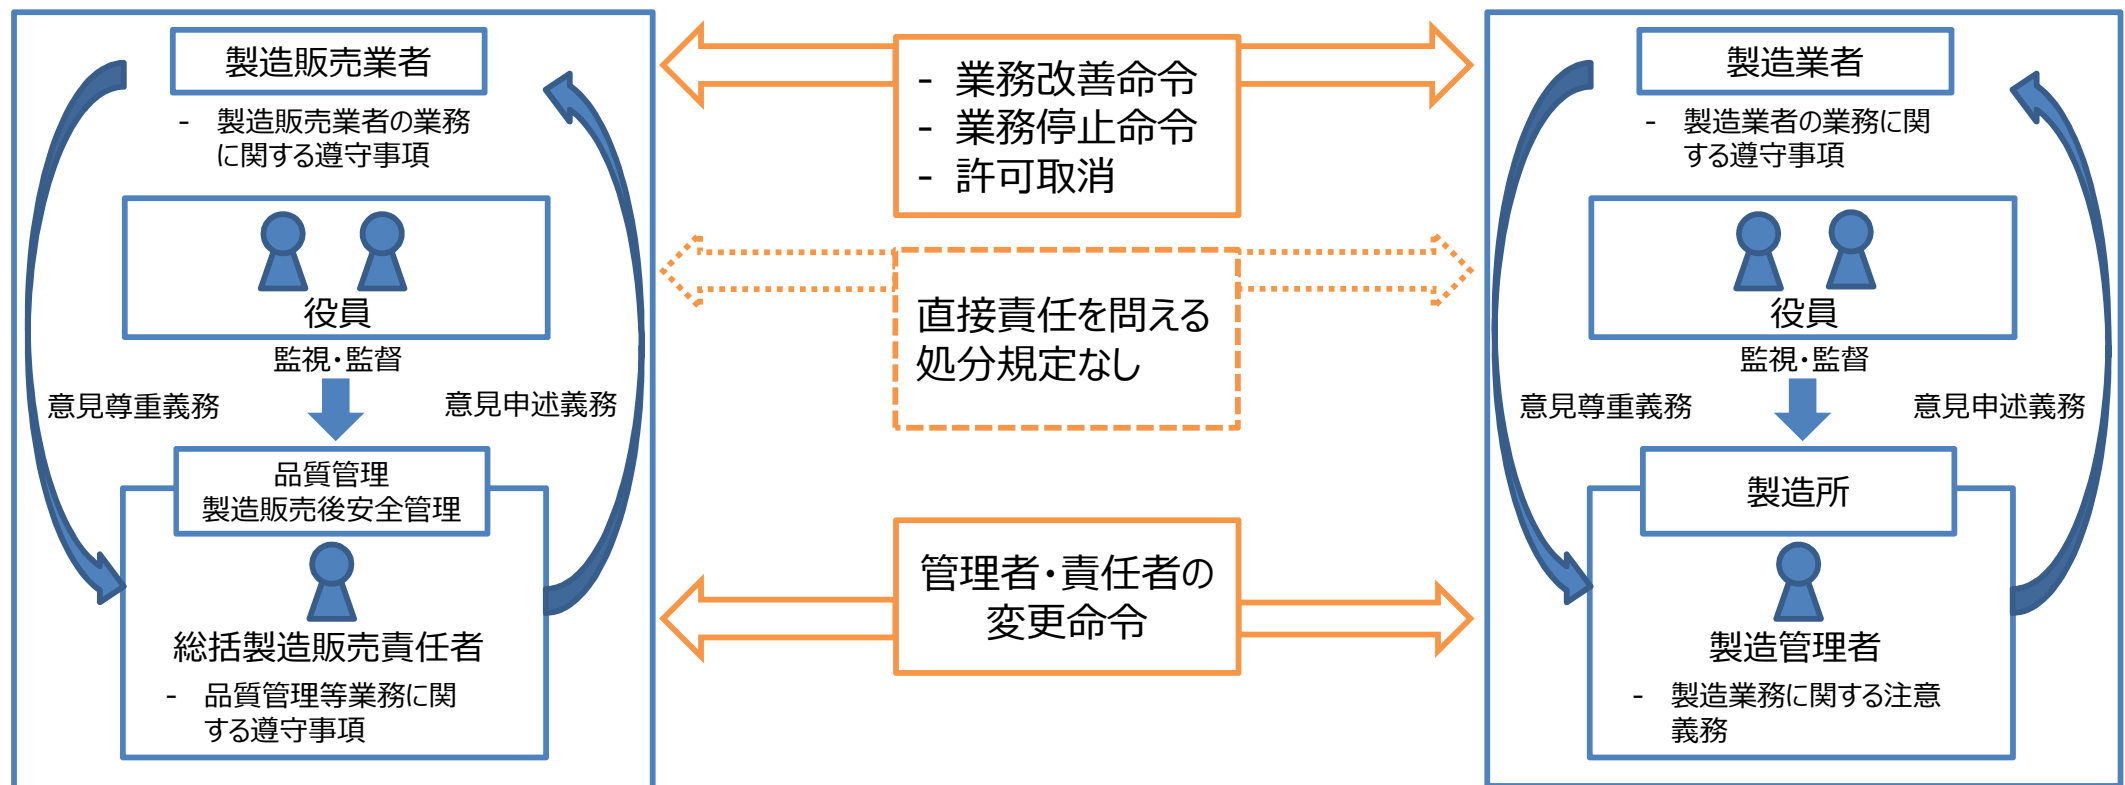 製造販売業者
- 製造販売業者の業務
に関する遵守事項
役員
監視・監督
意見尊重義務
意見申述義務
品質管理
製造販売後安全管理
総括製造販売責任者
- 品質管理等業務に関
する遵守事項
- 業務改善命令
- 業務停止命令
- 許可取消
直接責任を問える
処分規定なし
管理者・責任者の
変更命令
製造業者
- 製造業者の業務に関
する遵守事項
役員
監視・監督
意見尊重義務
意見申述義務
製造所
製造管理者
- 製造業務に関する注意
義務